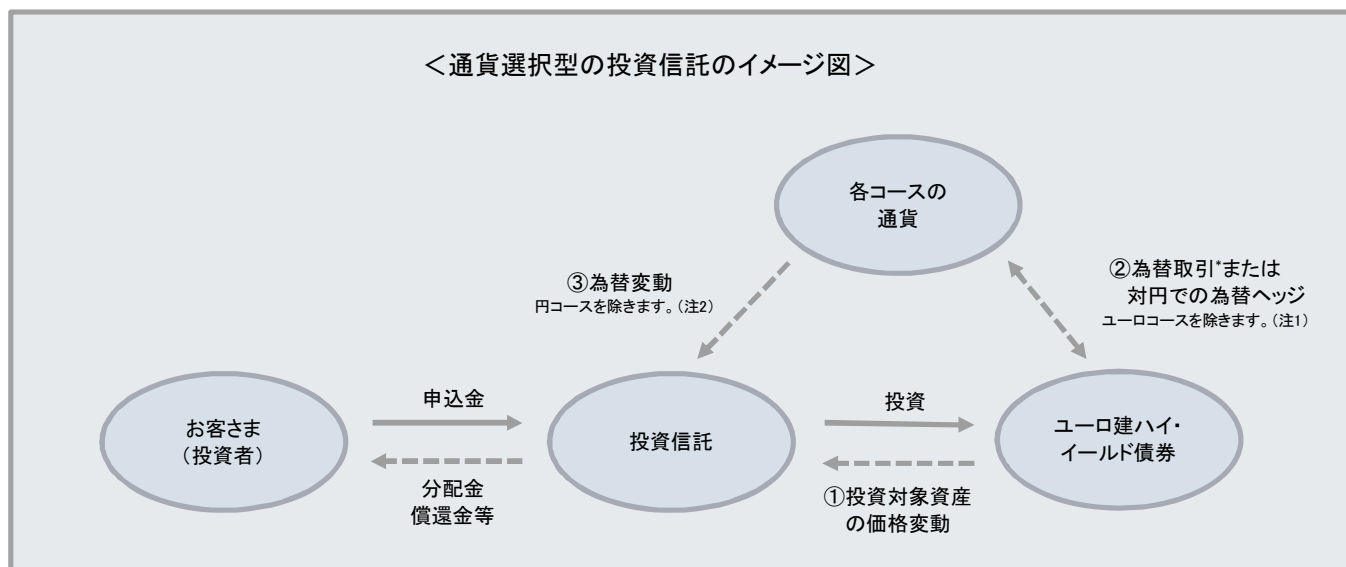 ＜通貨選択型の投資信託のイメージ図＞
各コースの
通貨
③為替変動
円コースを除きます。（注2）
②為替取引*または
対円での為替ヘッジ
ユーロコースを除きます。（注1）
お客さま
（投資者）
申込金
分配金
償還金等
投資信託
投資
①投資対象資産
の価格変動
ユーロ建ハイ・
イールド債券